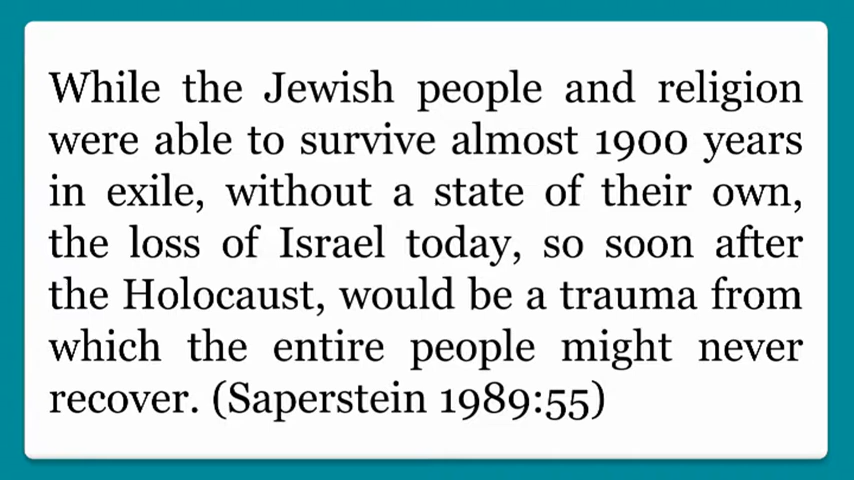 While the Jewish people and religion
were able to survive almost 1900 years
in exile, without a state of their own,
the loss of Israel today, so soon after
the Holocaust, would be a trauma from
which the entire people might never
recover. (Saperstein 1989:55)